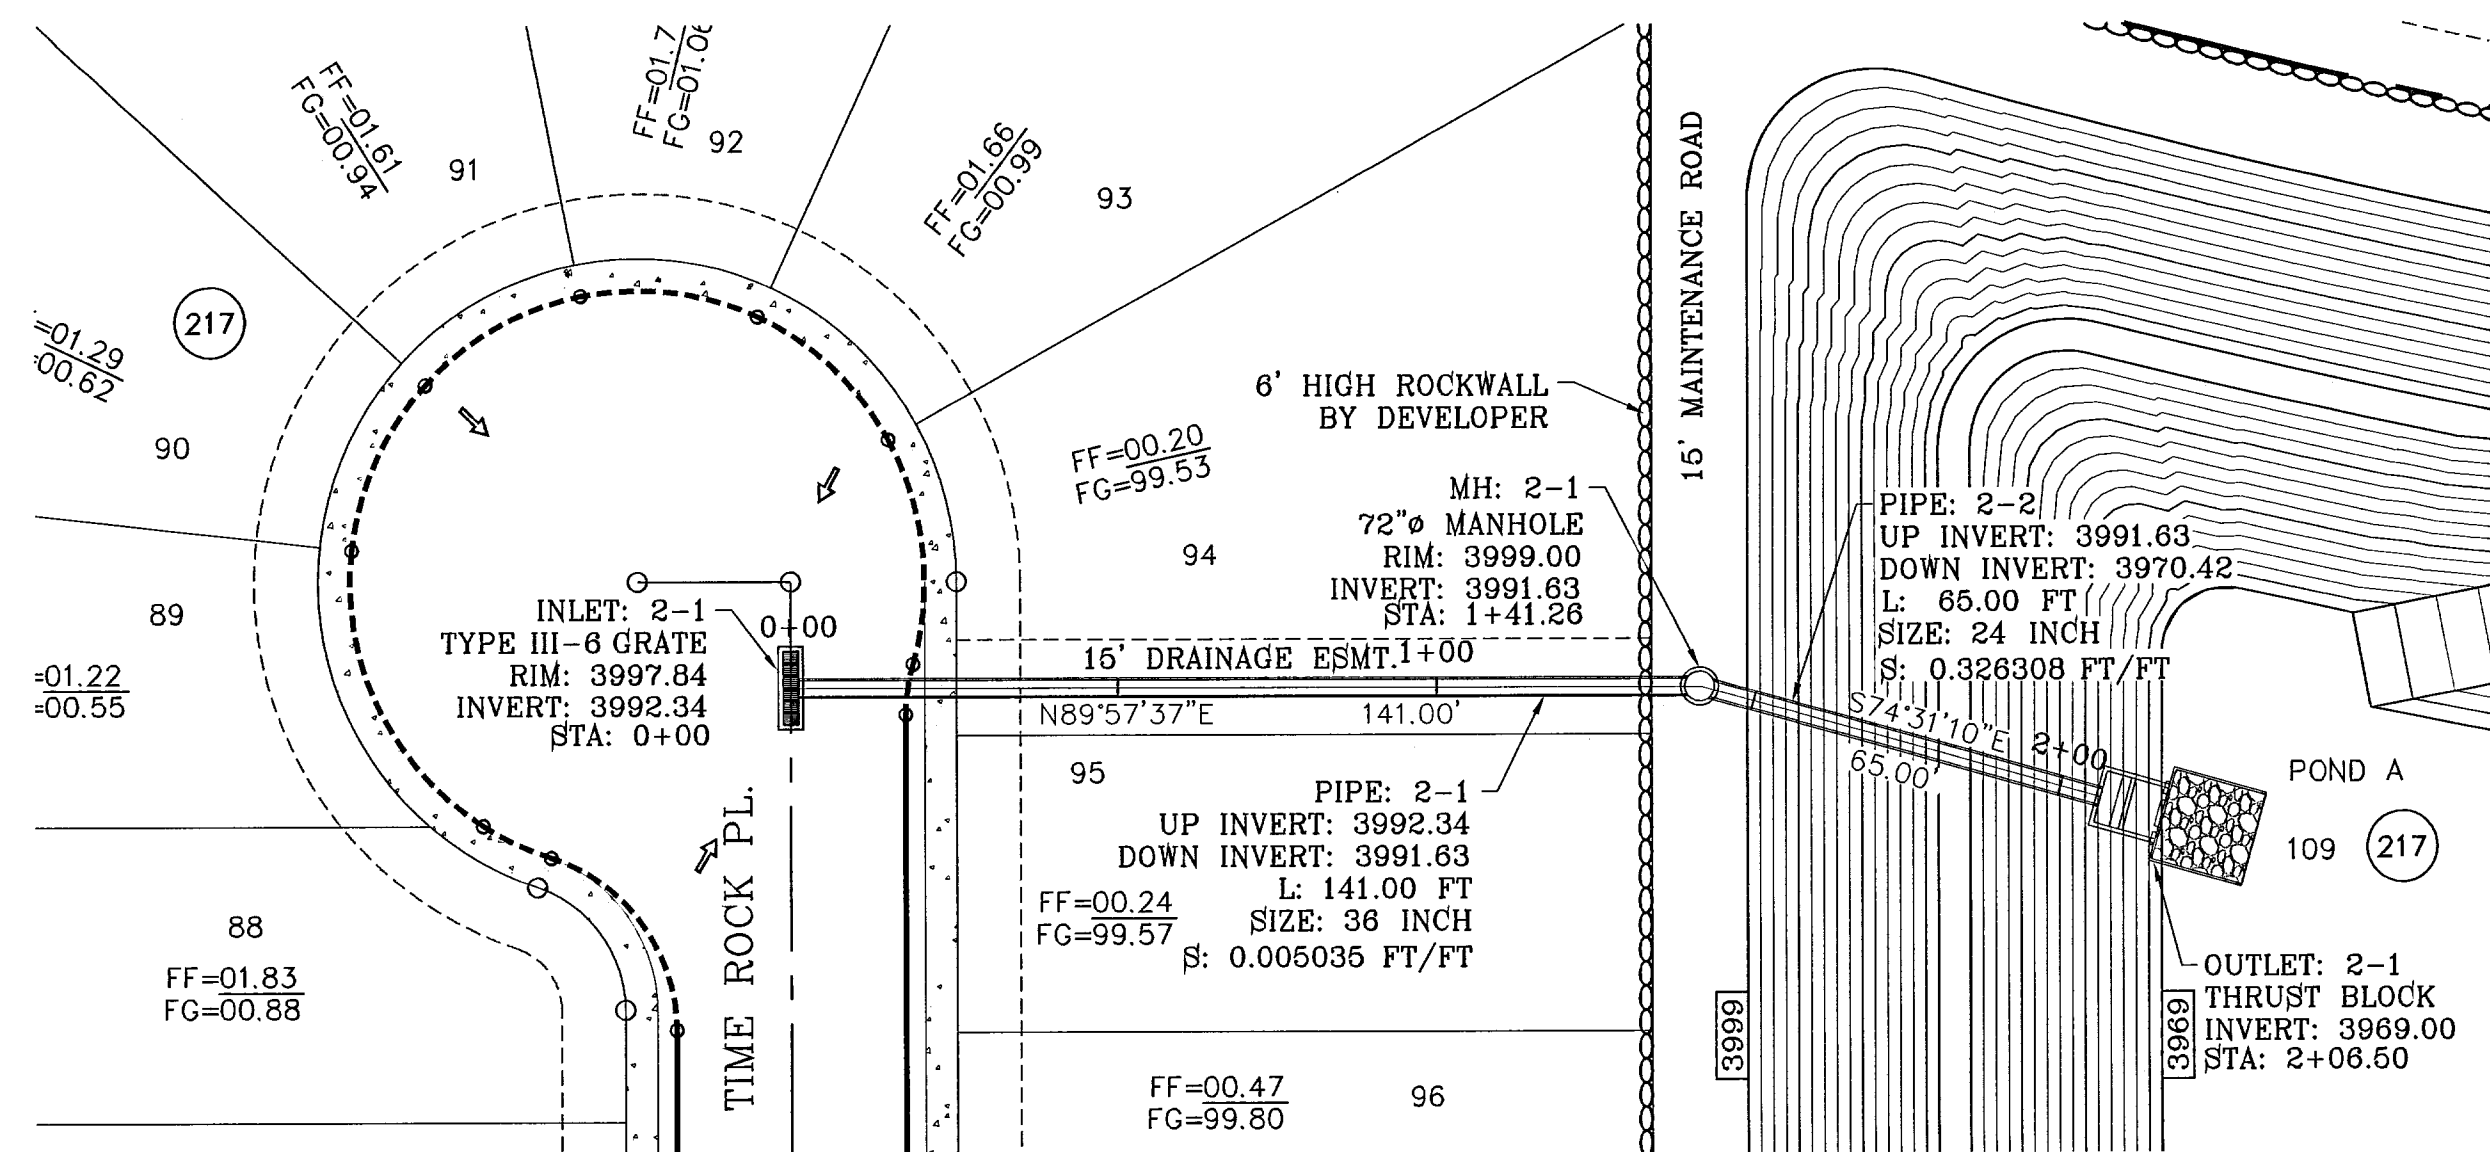 FF=01.61
FG=00.94
91
FF=01.7
FG=01.0
92
FF=01.66
FG=00.99
93
217
=01.29
=00.62
90
89
=01.22
=00.55
88
FF=01.83
FG=00.88
INLET: 2-1
TYPE III-6 GRATE
RIM: 3997.84
INVERT: 3992.34
STA: 0+00
0+00
TIME ROCK PL.
FF=00.20
FG=99.53
94
6' HIGH ROCKWALL
BY DEVELOPER
MH: 2-1
72"ø MANHOLE
RIM: 3999.00
INVERT: 3991.63
STA: 1+41.26
15' DRAINAGE ESMT.
1+00
N89°57'37"E 141.00'
95
PIPE: 2-1
UP INVERT: 3992.34
DOWN INVERT: 3991.63
L: 141.00 FT
SIZE: 36 INCH
S: 0.005035 FT/FT
FF=00.24
FG=99.57
FF=00.47
FG=99.80
96
15' MAINTENANCE ROAD
PIPE: 2-2
UP INVERT: 3991.63
DOWN INVERT: 3970.42
L: 65.00 FT
SIZE: 24 INCH
S: 0.326308 FT/FT
S74°31'10"E
2+00
65.00'
POND A
109
217
3999
3969
OUTLET: 2-1
THRUST BLOCK
INVERT: 3969.00
STA: 2+06.50